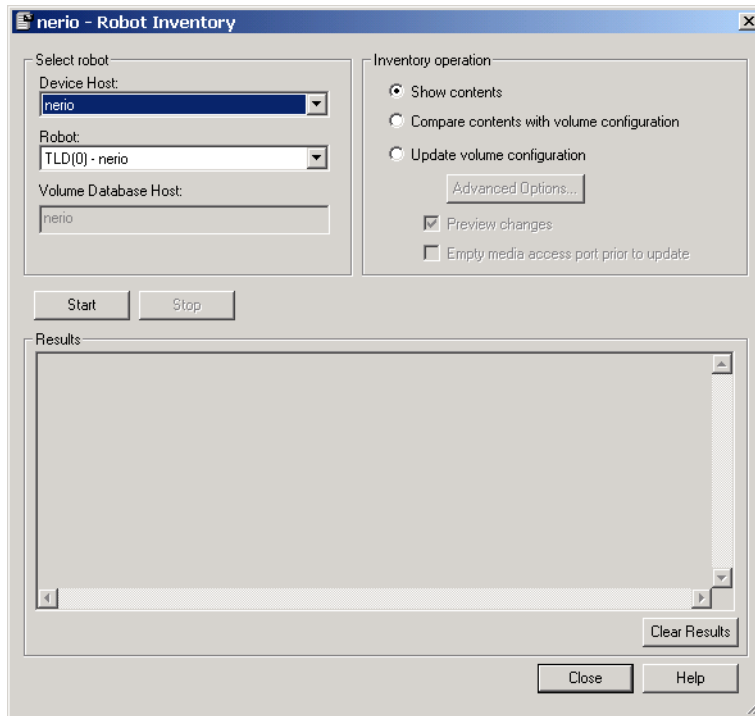 nerio - Robot Inventory
Select robot
Device Host:
nerio
Robot:
TLD(0) - nerio
Volume Database Host:
nerio
Inventory operation
Show contents
Compare contents with volume configuration
Update volume configuration
Advanced Options...
Preview changes
Empty media access port prior to update
Start
Stop
Results
Clear Results
Close
Help